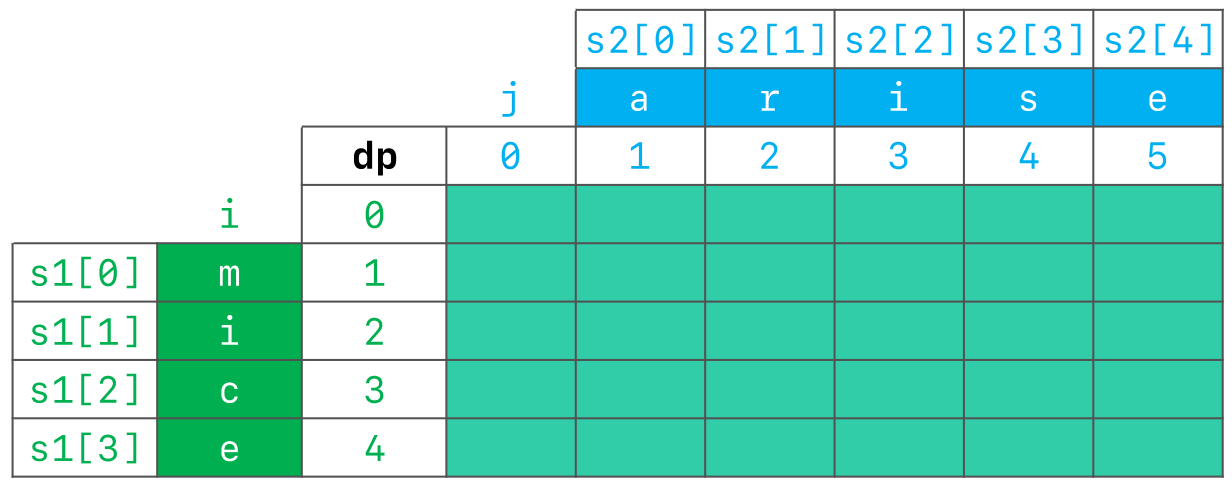 s2[0] s2[1] s2[2] s2[3] s2[4]
j a r i s e
dp 0 1 2 3 4 5
i 0
s1[0] m 1
s1[1] i 2
s1[2] c 3
s1[3] e 4